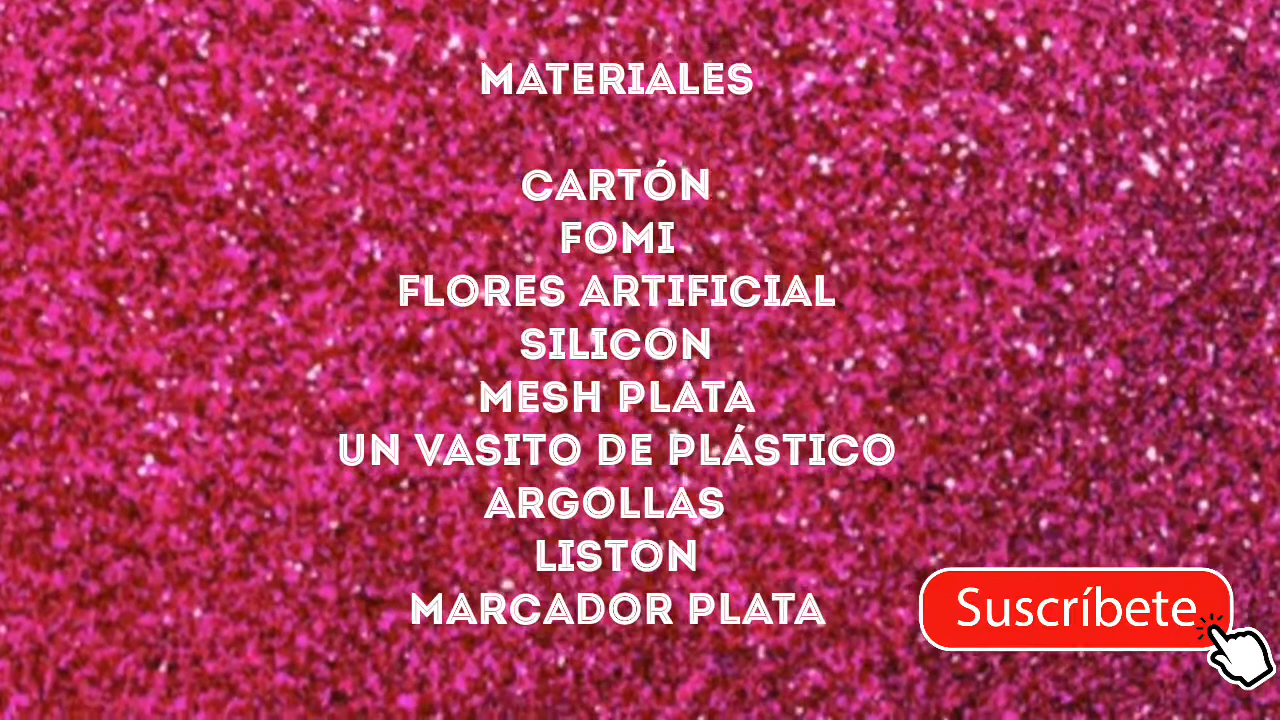 MATERIALES
CARTÓN
FOMI
FLORES ARTIFICIAL
SILICON
MESH PLATA
UN VASITO DE PLÁSTICO
ARGOLLAS
LISTON
MARCADOR PLATA
Suscríbete